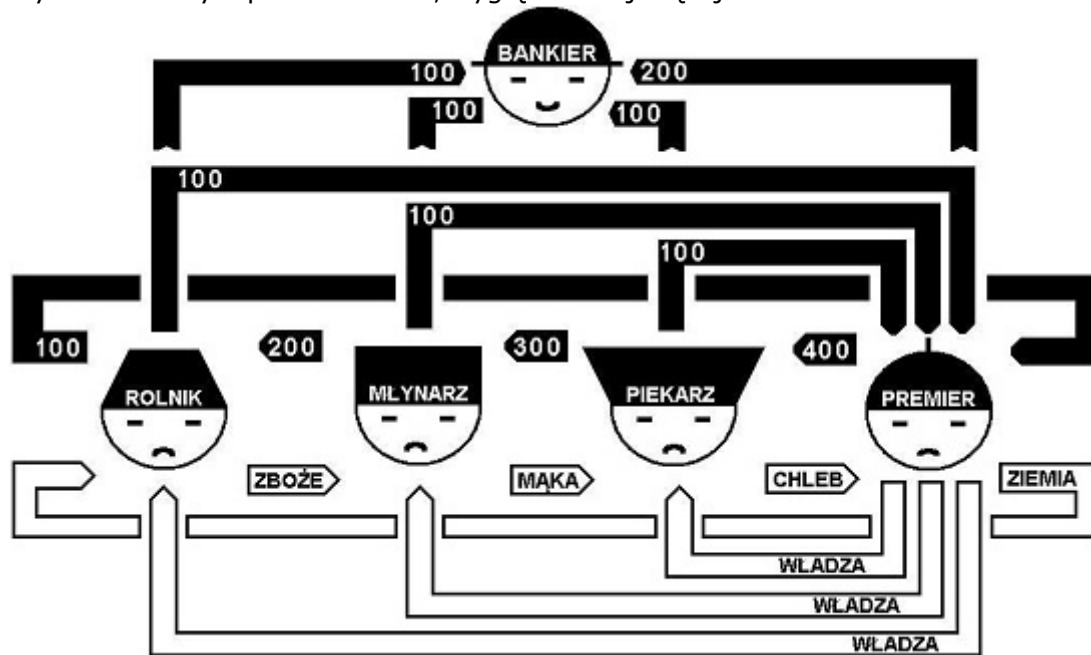 BANKIER
100 200
100 100
100
100
100
100 200 300 400
ROLNIK MŁYNARZ PIEKARZ PREMIER
ZBOŻE MĄKA CHLEB ZIEMIA
WŁADZA
WŁADZA
WŁADZA